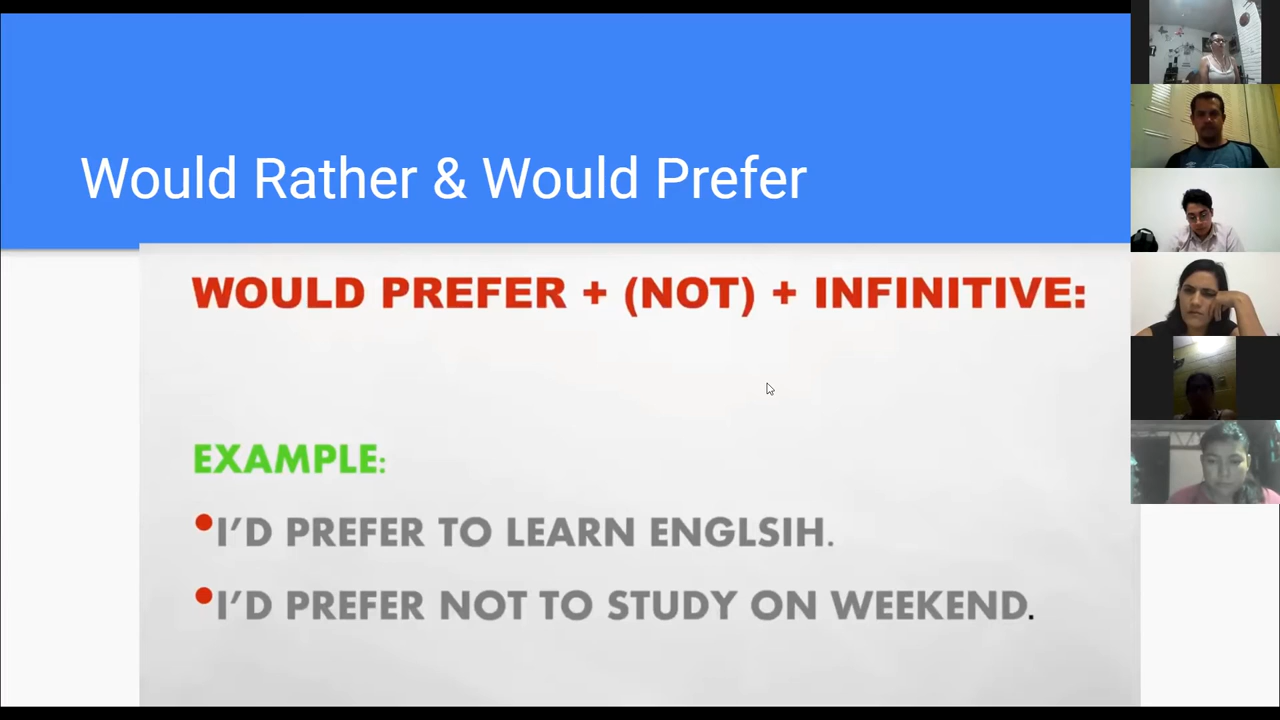 Would Rather & Would Prefer
WOULD PREFER + (NOT) + INFINITIVE:
EXAMPLE:
•I'D PREFER TO LEARN ENGLSIH.
•I'D PREFER NOT TO STUDY ON WEEKEND.